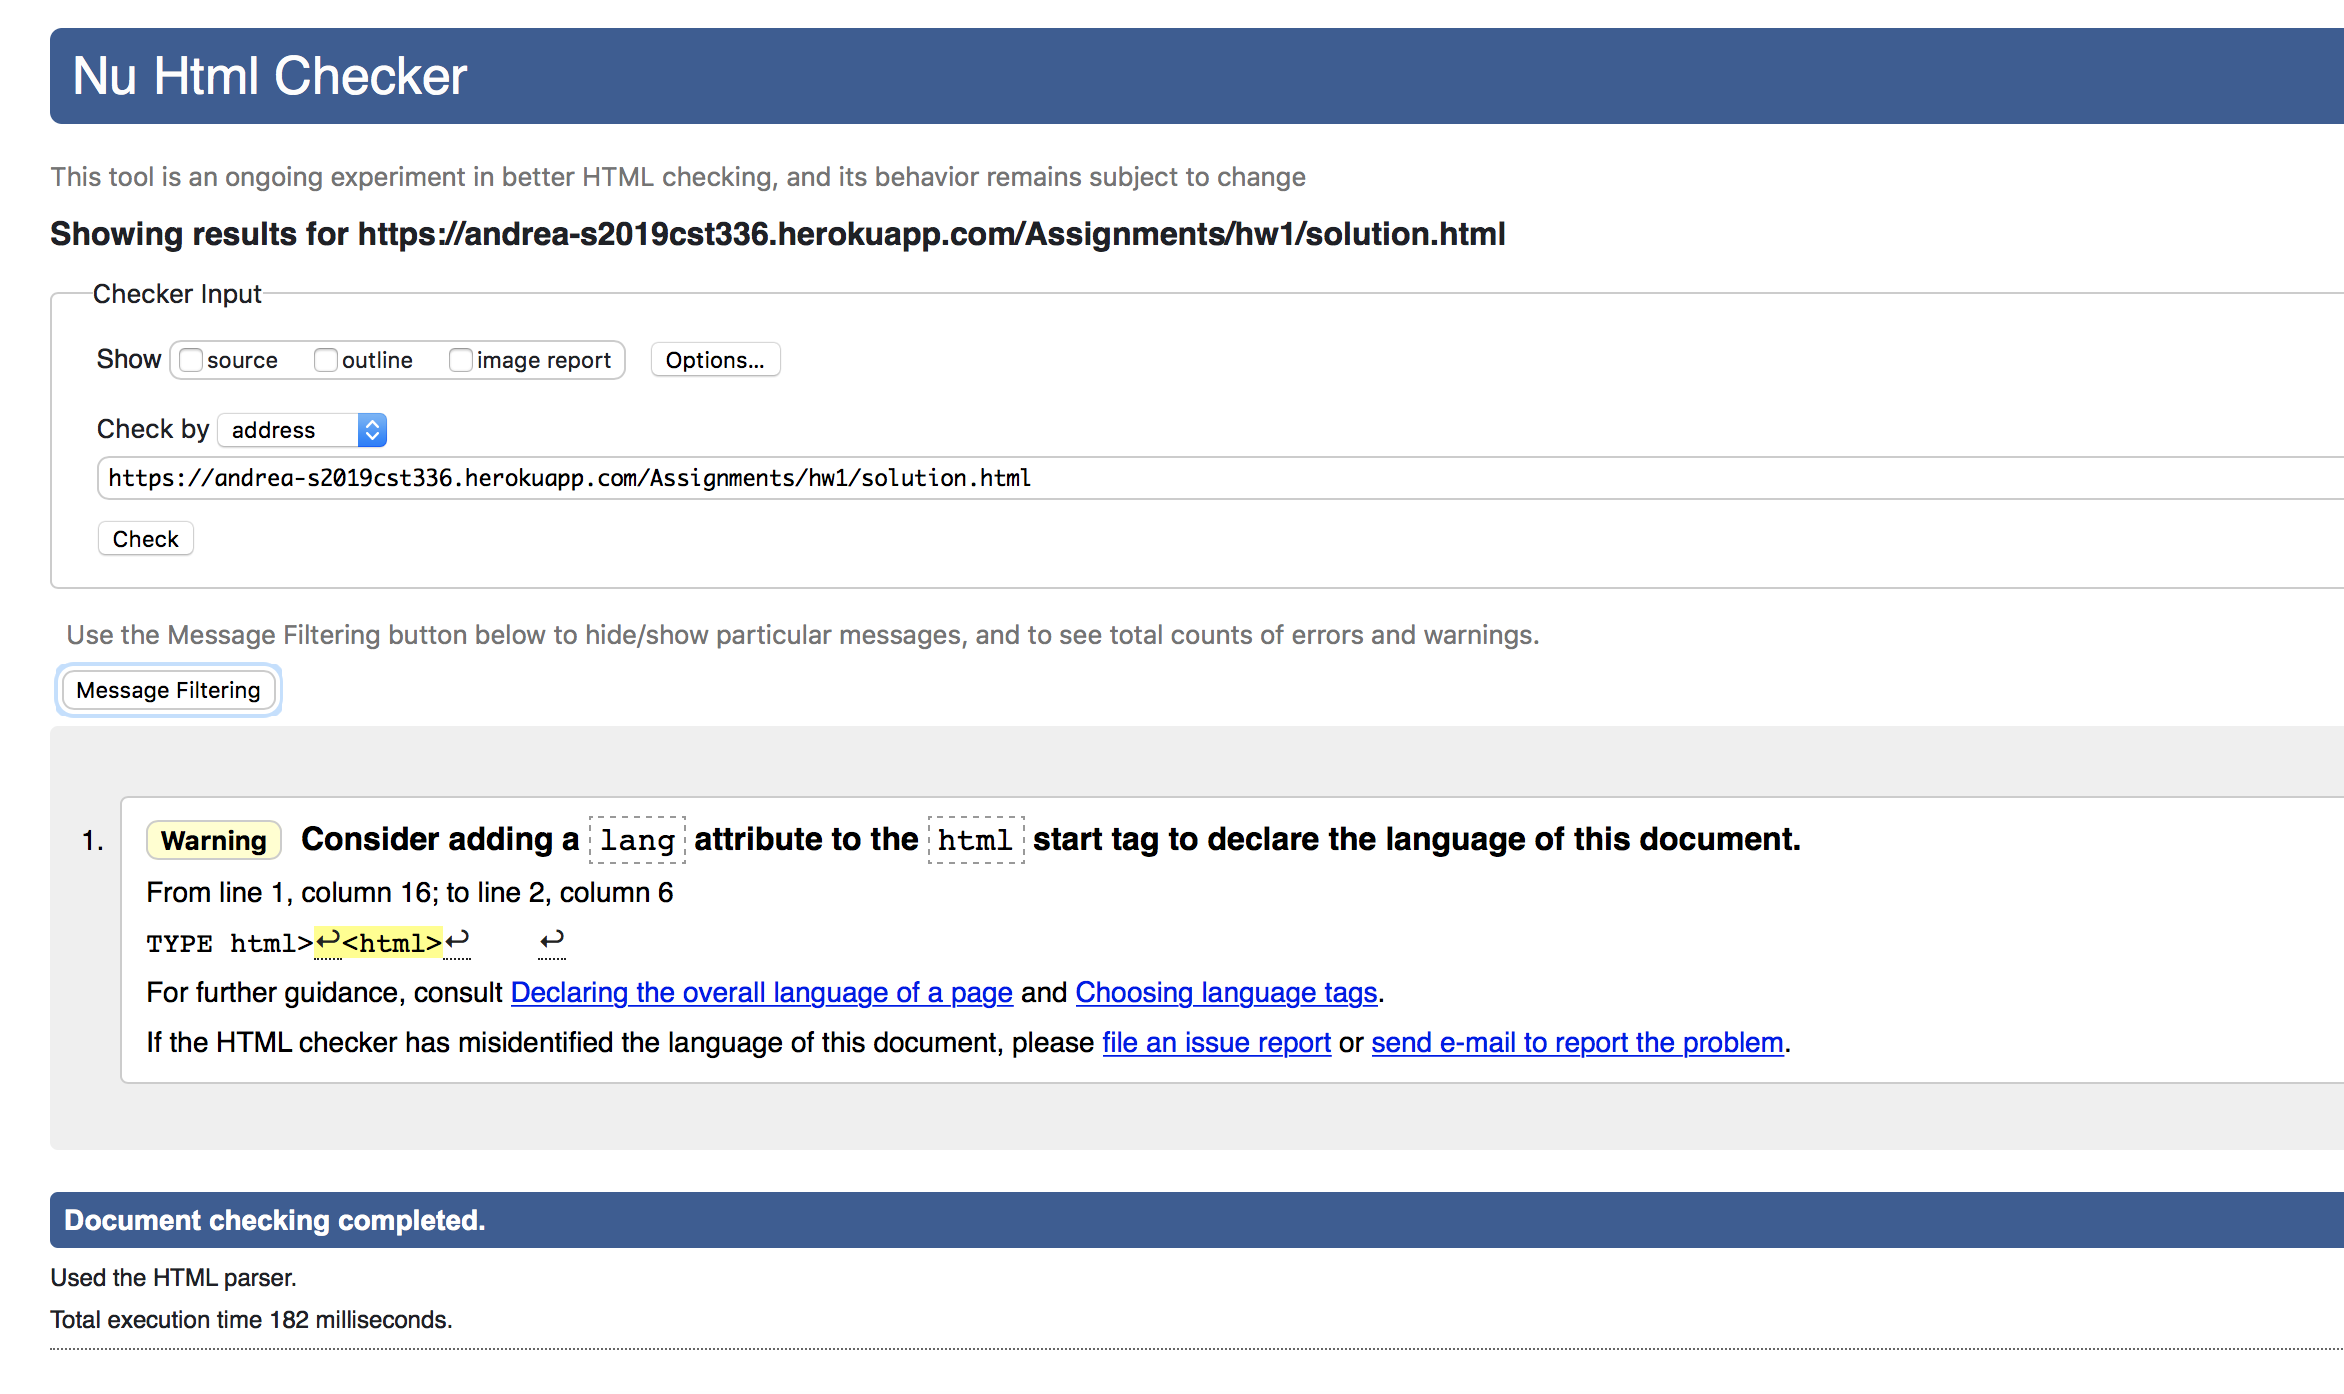 Nu Html Checker
This tool is an ongoing experiment in better HTML checking, and its behavior remains subject to change
Showing results for https://andrea-s2019cst336.herokuapp.com/Assignments/hw1/solution.html
Checker Input
Show source outline image report Options...
Check by address
https://andrea-s2019cst336.herokuapp.com/Assignments/hw1/solution.html
Check
Use the Message Filtering button below to hide/show particular messages, and to see total counts of errors and warnings.
Message Filtering
1. Warning Consider adding a lang attribute to the html start tag to declare the language of this document.
From line 1, column 16; to line 2, column 6
TYPE html>↩<html>↩ ↩
For further guidance, consult Declaring the overall language of a page and Choosing language tags.
If the HTML checker has misidentified the language of this document, please file an issue report or send e-mail to report the problem.
Document checking completed.
Used the HTML parser.
Total execution time 182 milliseconds.